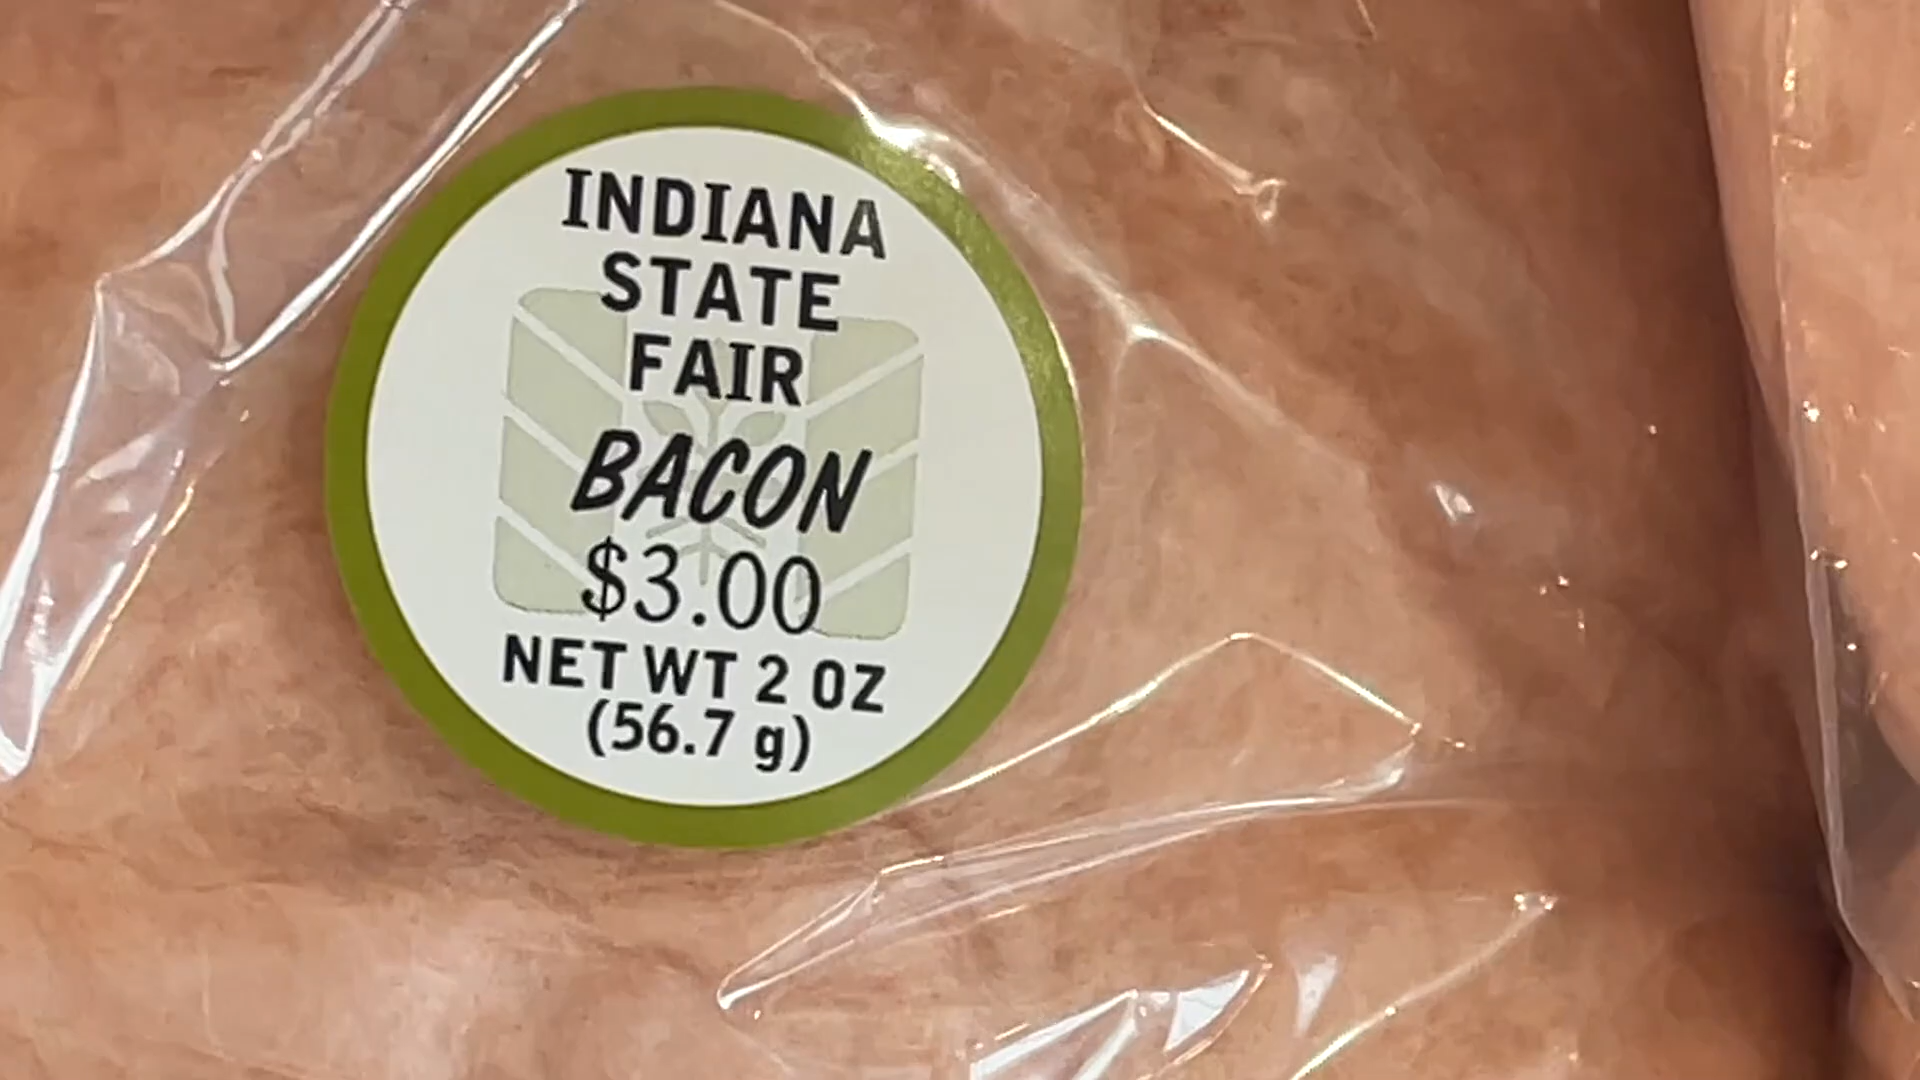 INDIANA
STATE
FAIR
BACON
$3.00
NET WT 2 OZ
(56.7 g)